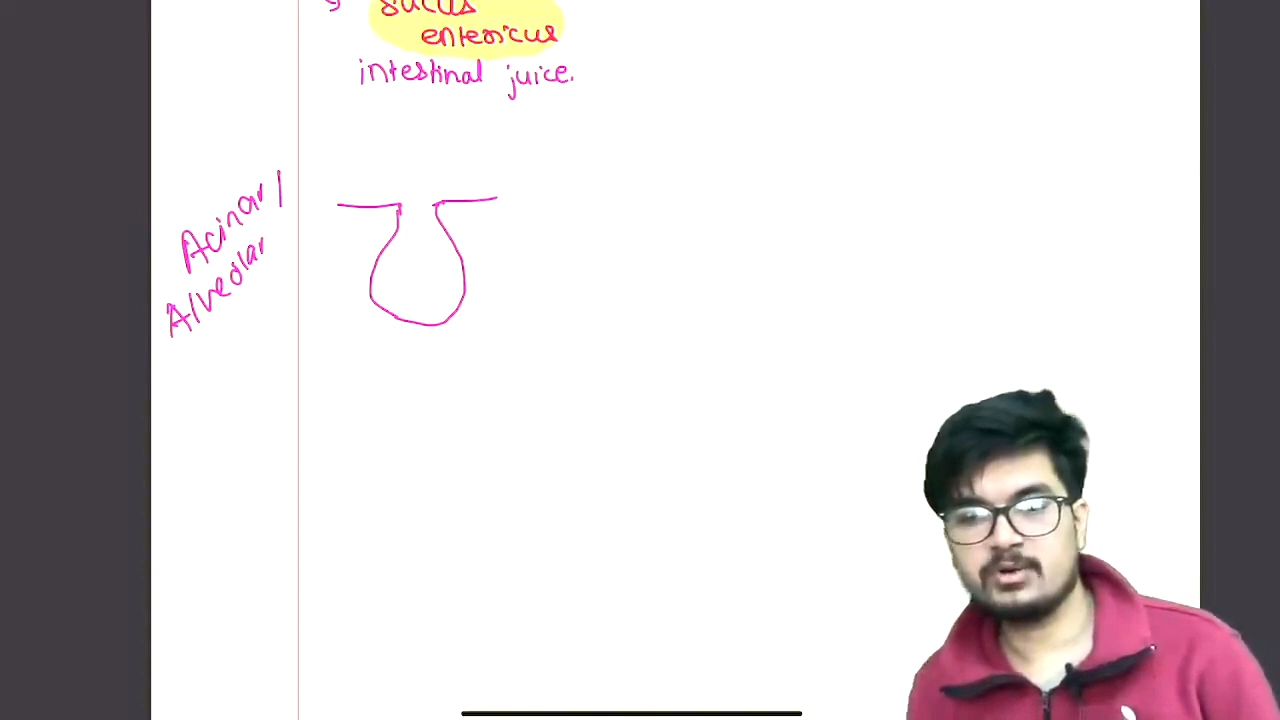 Succus
entericus
intestinal juice.
Acinar /
Alveolar